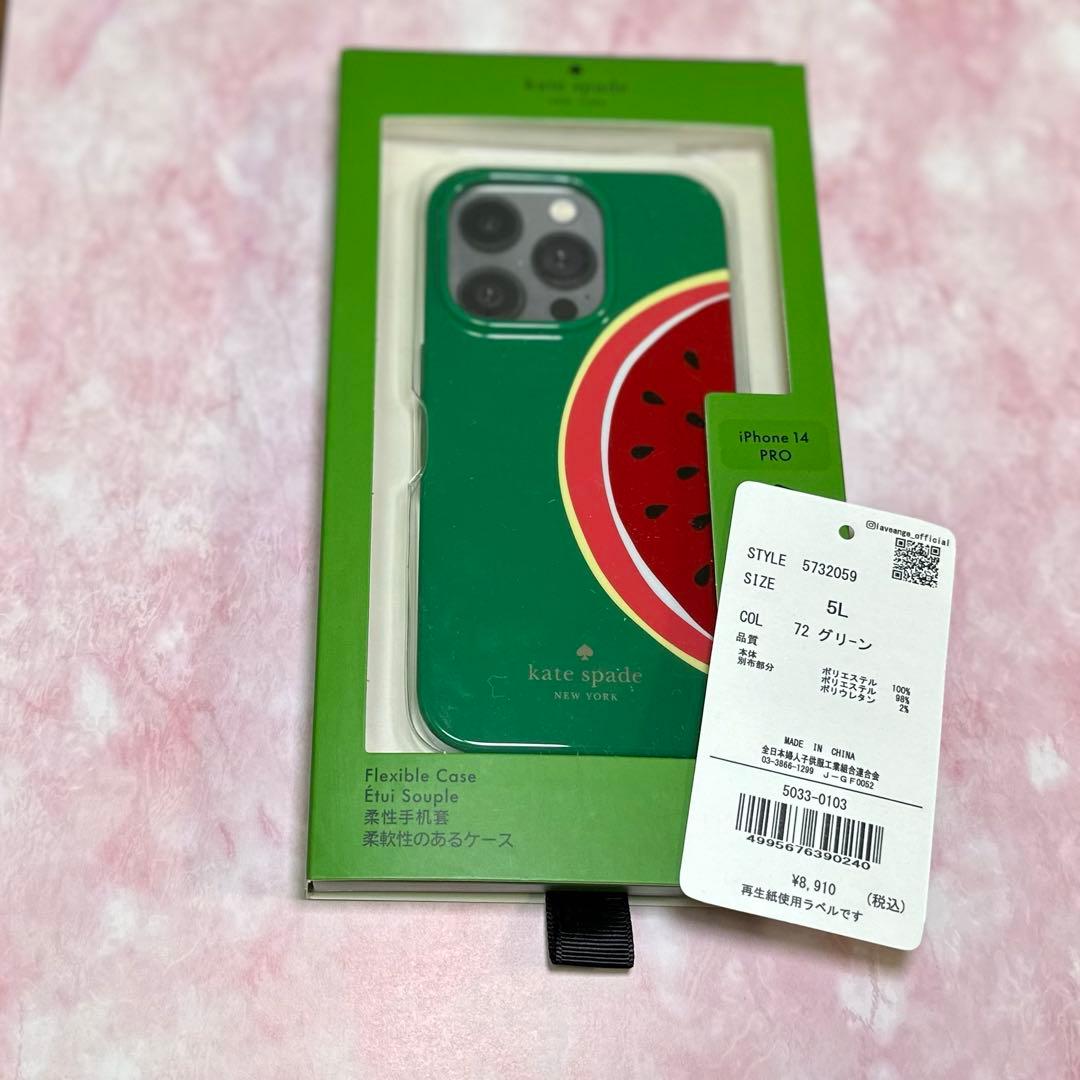 kate spade
NEW YORK
iPhone 14
PRO
kate spade
NEW YORK
Flexible Case
Étui Souple
柔性手机套
柔軟性のあるケース
laveange_official
STYLE 5732059
SIZE
5L
COL 72 グリーン
品質
本体 ポリエステル 100%
別布部分 ポリエステル 98%
ポリウレタン 2%
MADE IN CHINA
全日本婦人子供服工業組合連合会
03-3866-1299 J-GF0052
5033-0103
4995676390240
¥8,910 (税込)
再生紙使用ラベルです